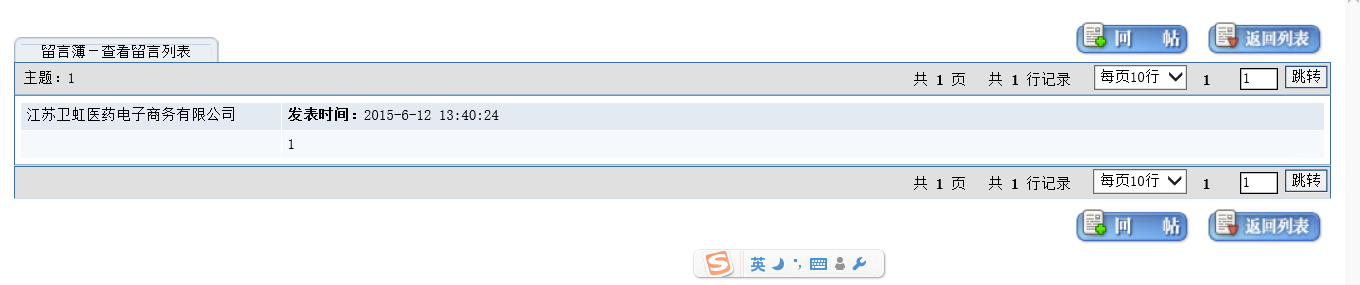 回 帖 返回列表
留言簿－查看留言列表
主题：1 共 1 页 共 1 行记录 每页10行 1 1 跳转
江苏卫虹医药电子商务有限公司 发表时间：2015-6-12 13:40:24
1
共 1 页 共 1 行记录 每页10行 1 1 跳转
回 帖 返回列表
S 英